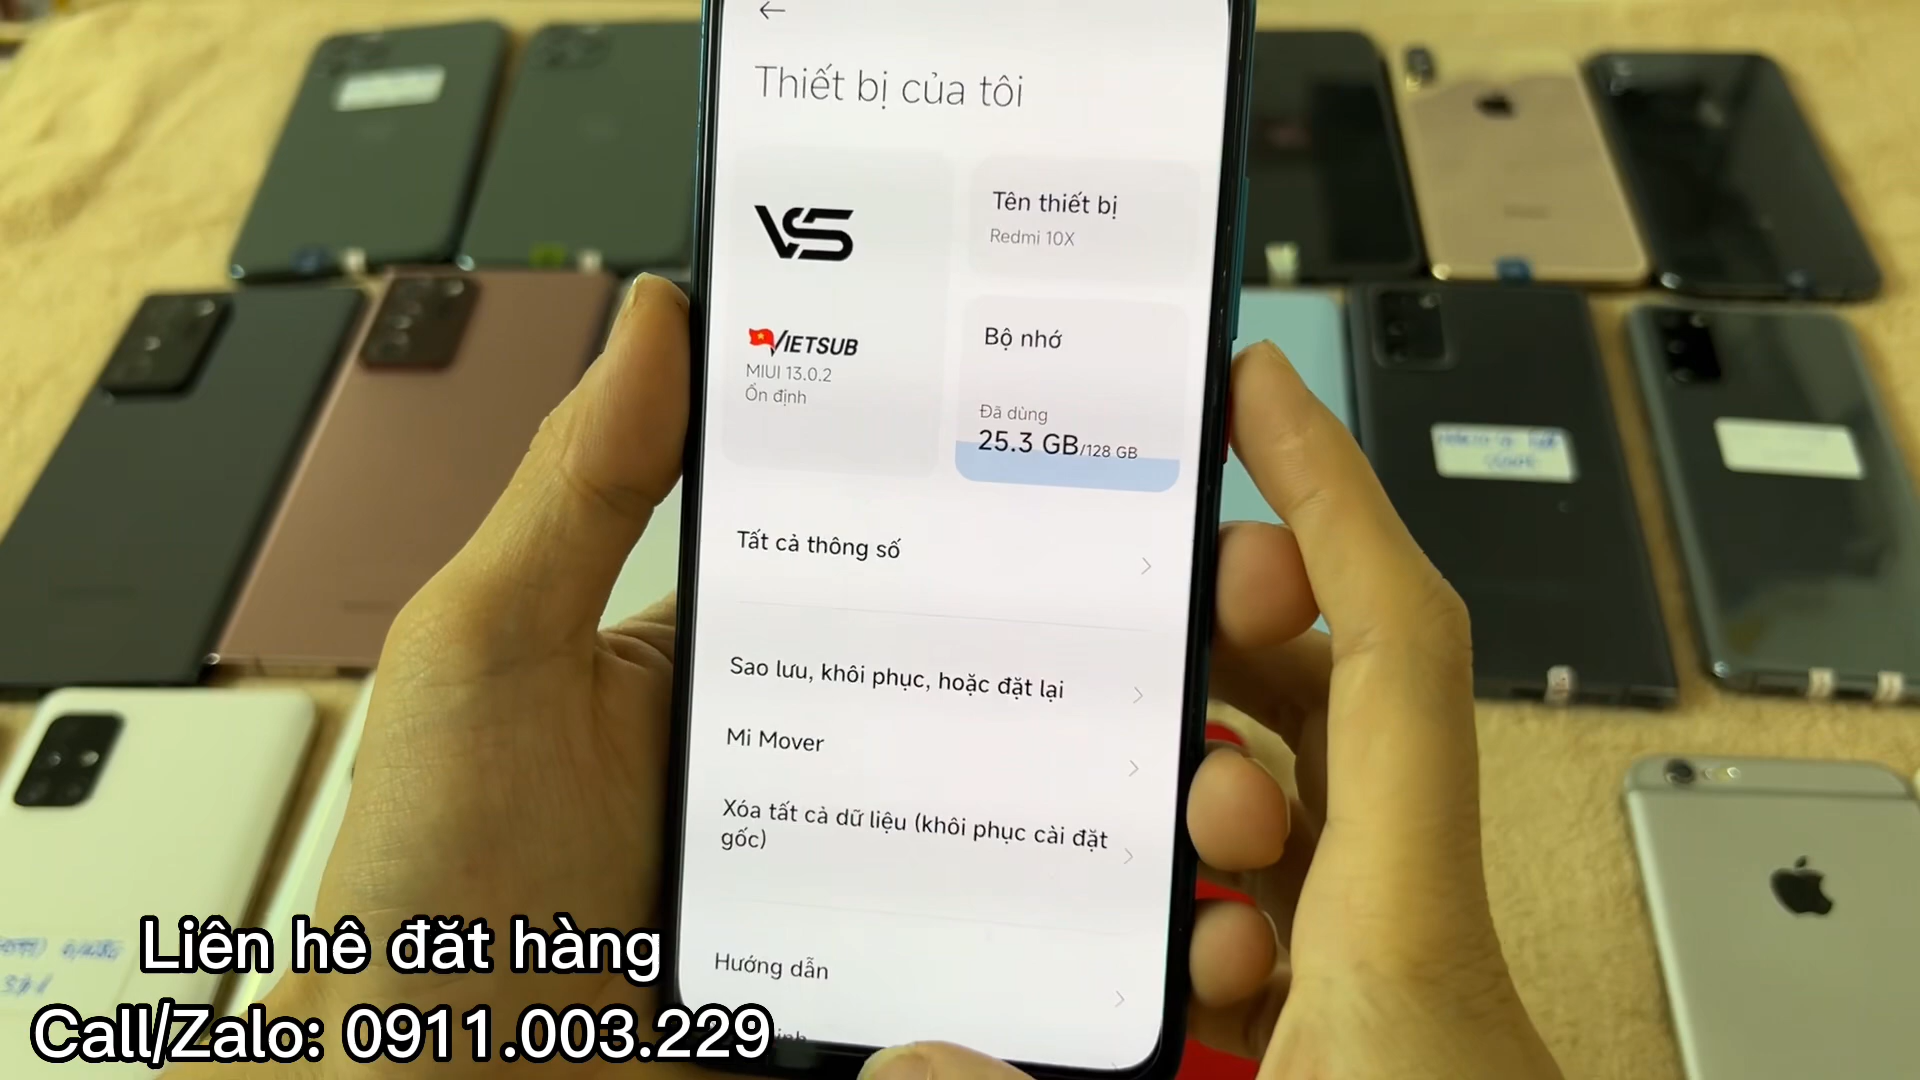 Thiết bị của tôi
VS
VIETSUB
MIUI 13.0.2
Ổn định
Tên thiết bị
Redmi 10X
Bộ nhớ
Đã dùng
25.3 GB/128 GB
Tất cả thông số
Sao lưu, khôi phục, hoặc đặt lại
Mi Mover
Xóa tất cả dữ liệu (khôi phục cài đặt
gốc)
Hướng dẫn
Liên hê đăt hàng
Call/Zalo: 0911.003.229